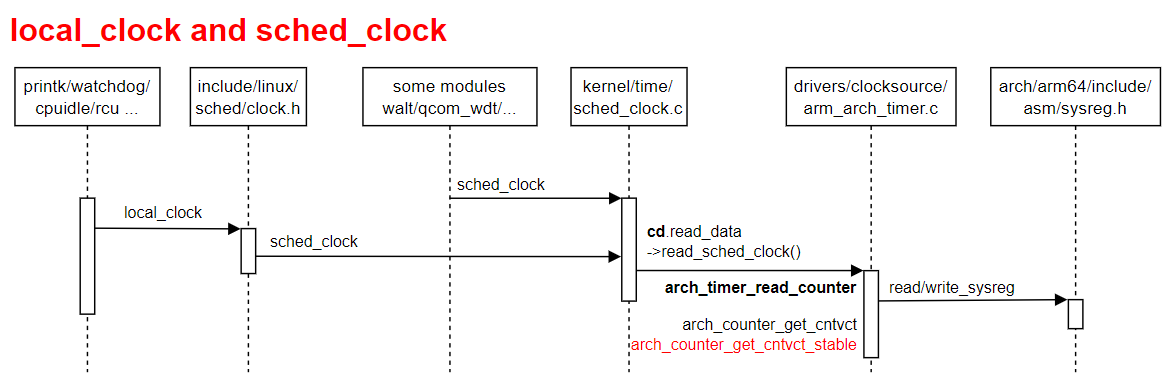 local_clock and sched_clock
printk/watchdog/
cpuidle/rcu ...
include/linux/
sched/clock.h
some modules
walt/qcom_wdt/...
kernel/time/
sched_clock.c
drivers/clocksource/
arm_arch_timer.c
arch/arm64/include/
asm/sysreg.h
sched_clock
local_clock
sched_clock
cd.read_data
->read_sched_clock()
arch_timer_read_counter
read/write_sysreg
arch_counter_get_cntvct
arch_counter_get_cntvct_stable